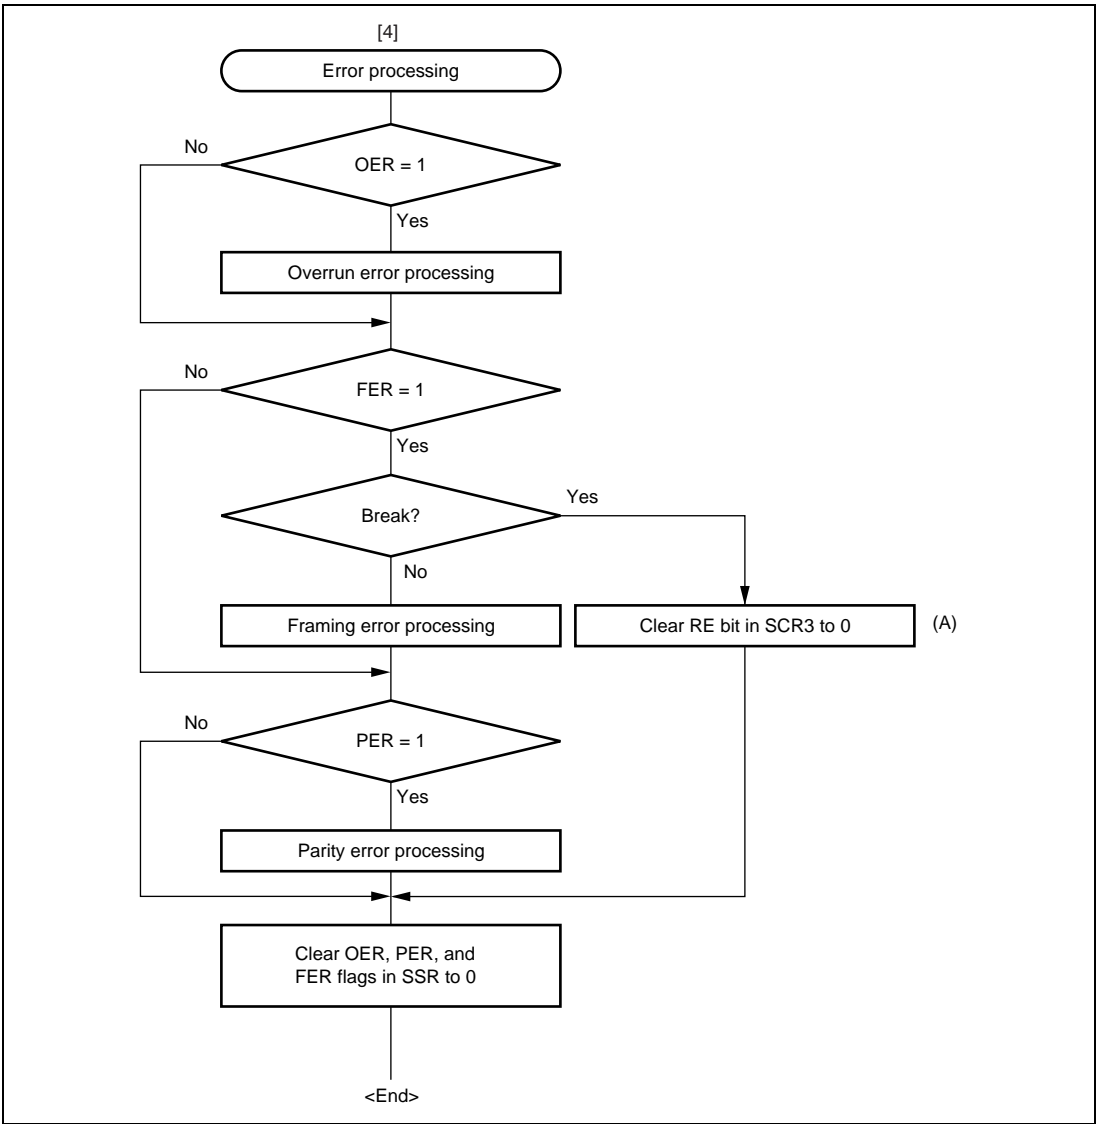 [4]
Error processing
No
OER = 1
Yes
Overrun error processing
No
FER = 1
Yes
Break?
Yes
No
Framing error processing
Clear RE bit in SCR3 to 0
(A)
No
PER = 1
Yes
Parity error processing
Clear OER, PER, and
FER flags in SSR to 0
<End>